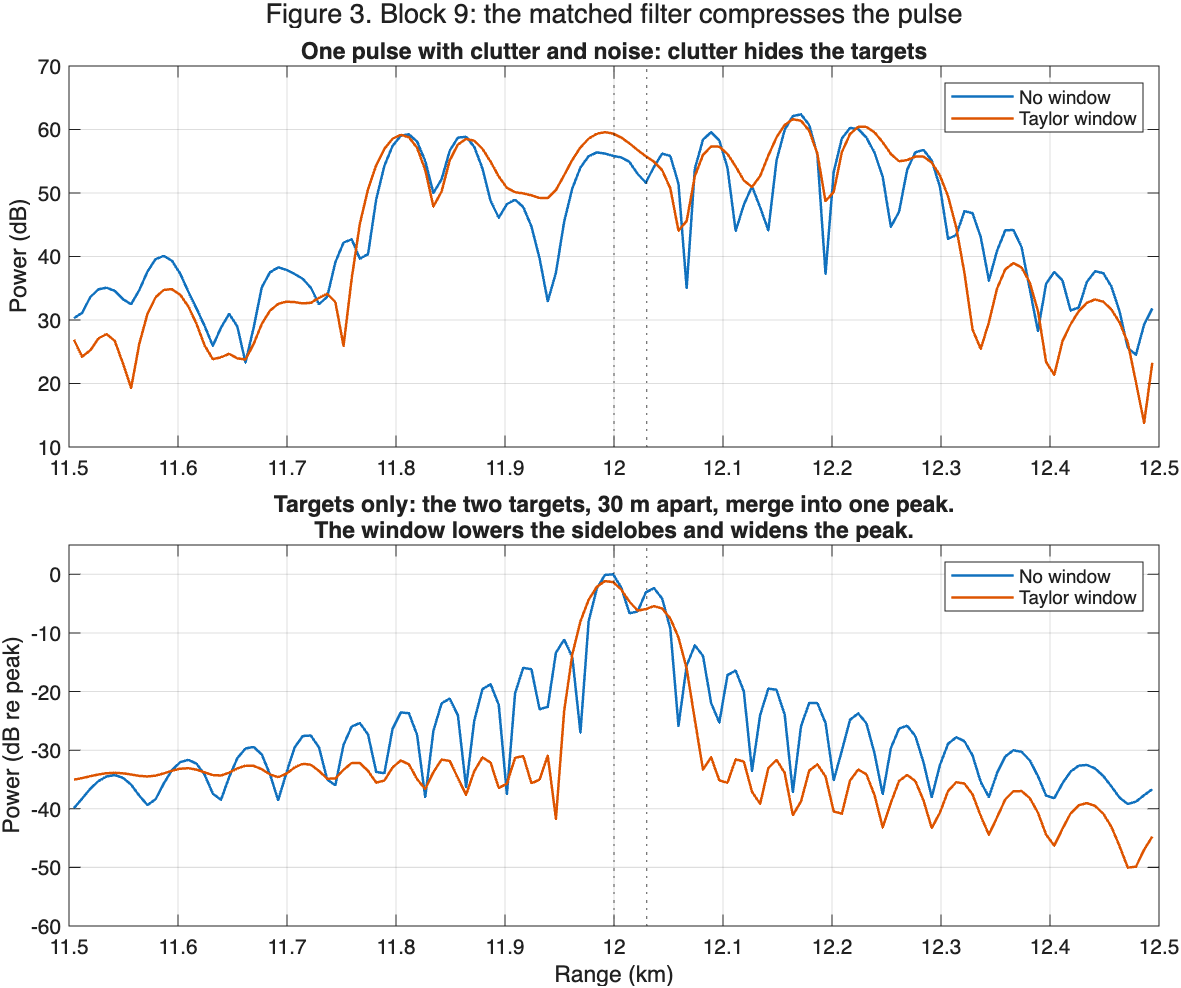 Figure 3. Block 9: the matched filter compresses the pulse
One pulse with clutter and noise: clutter hides the targets
70
60
50
40
30
20
10
Power (dB)
No window
Taylor window
11.5 11.6 11.7 11.8 11.9 12 12.1 12.2 12.3 12.4 12.5
Targets only: the two targets, 30 m apart, merge into one peak.
The window lowers the sidelobes and widens the peak.
0
-10
-20
-30
-40
-50
-60
Power (dB re peak)
No window
Taylor window
11.5 11.6 11.7 11.8 11.9 12 12.1 12.2 12.3 12.4 12.5
Range (km)